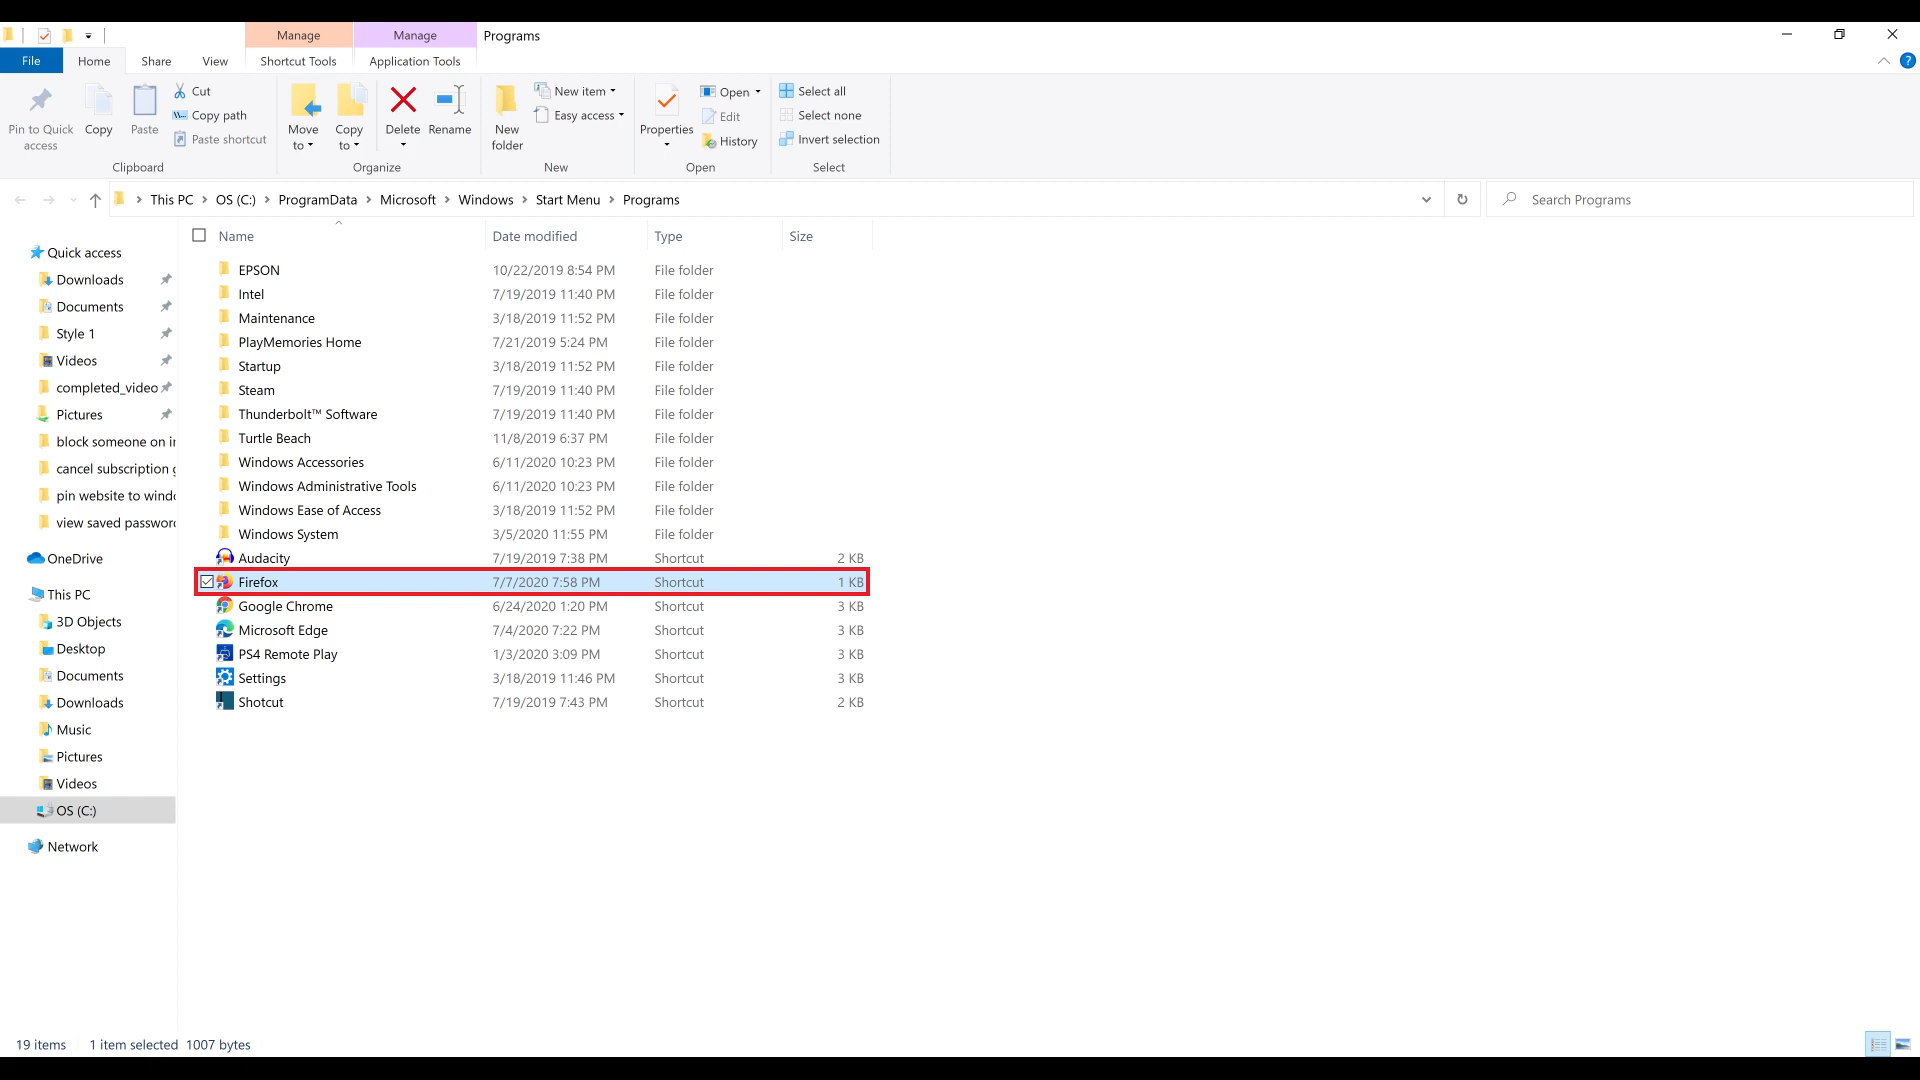 Manage
Manage
Programs
File
Home
Share
View
Shortcut Tools
Application Tools
?
Pin to Quick access
Copy
Paste
Cut
Copy path
Paste shortcut
Clipboard
Move to
Copy to
Delete
Rename
Organize
New folder
New item
Easy access
New
Properties
Open
Edit
History
Open
Select all
Select none
Invert selection
Select
This PC
OS (C:)
ProgramData
Microsoft
Windows
Start Menu
Programs
Search Programs
Quick access
Downloads
Documents
Style 1
Videos
completed_video
Pictures
block someone on in
cancel subscription g
pin website to windo
view saved password
OneDrive
This PC
3D Objects
Desktop
Documents
Downloads
Music
Pictures
Videos
OS (C:)
Network
Name Date modified Type Size
EPSON 10/22/2019 8:54 PM File folder
Intel 7/19/2019 11:40 PM File folder
Maintenance 3/18/2019 11:52 PM File folder
PlayMemories Home 7/21/2019 5:24 PM File folder
Startup 3/18/2019 11:52 PM File folder
Steam 7/19/2019 11:40 PM File folder
Thunderbolt™ Software 7/19/2019 11:40 PM File folder
Turtle Beach 11/8/2019 6:37 PM File folder
Windows Accessories 6/11/2020 10:23 PM File folder
Windows Administrative Tools 6/11/2020 10:23 PM File folder
Windows Ease of Access 3/18/2019 11:52 PM File folder
Windows System 3/5/2020 11:55 PM File folder
Audacity 7/19/2019 7:38 PM Shortcut 2 KB
Firefox 7/7/2020 7:58 PM Shortcut 1 KB
Google Chrome 6/24/2020 1:20 PM Shortcut 3 KB
Microsoft Edge 7/4/2020 7:22 PM Shortcut 3 KB
PS4 Remote Play 1/3/2020 3:09 PM Shortcut 3 KB
Settings 3/18/2019 11:46 PM Shortcut 3 KB
Shotcut 7/19/2019 7:43 PM Shortcut 2 KB
19 items 1 item selected 1007 bytes